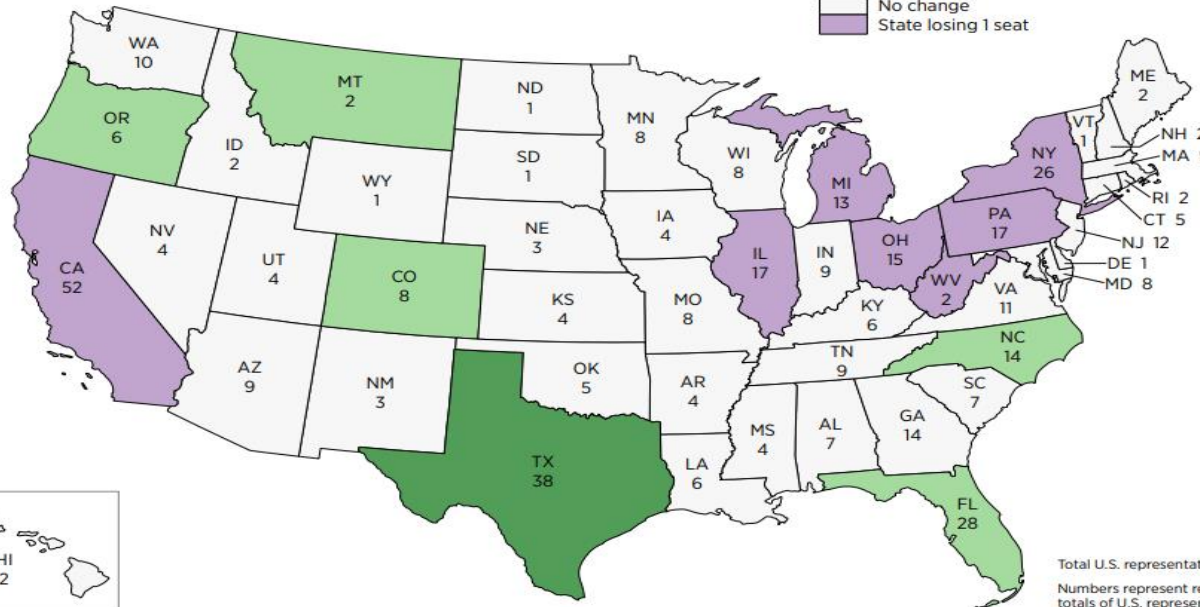 No change
State losing 1 seat
WA
10
MT
2
ND
1
MN
8
ME
2
OR
6
ID
2
SD
1
WI
8
VT
1
NH
NY
26
MA
WY
1
MI
13
RI 2
CT 5
IA
4
PA
17
NJ 12
NV
4
NE
3
IL
17
IN
9
OH
15
DE 1
MD 8
CA
52
UT
4
CO
8
WV
2
VA
11
KS
4
MO
8
KY
6
NC
14
AZ
9
NM
3
OK
5
TN
9
AR
4
SC
7
MS
4
AL
7
GA
14
TX
38
LA
6
FL
28
HI
2
Total U.S.
Numbers represent
totals of U.S.